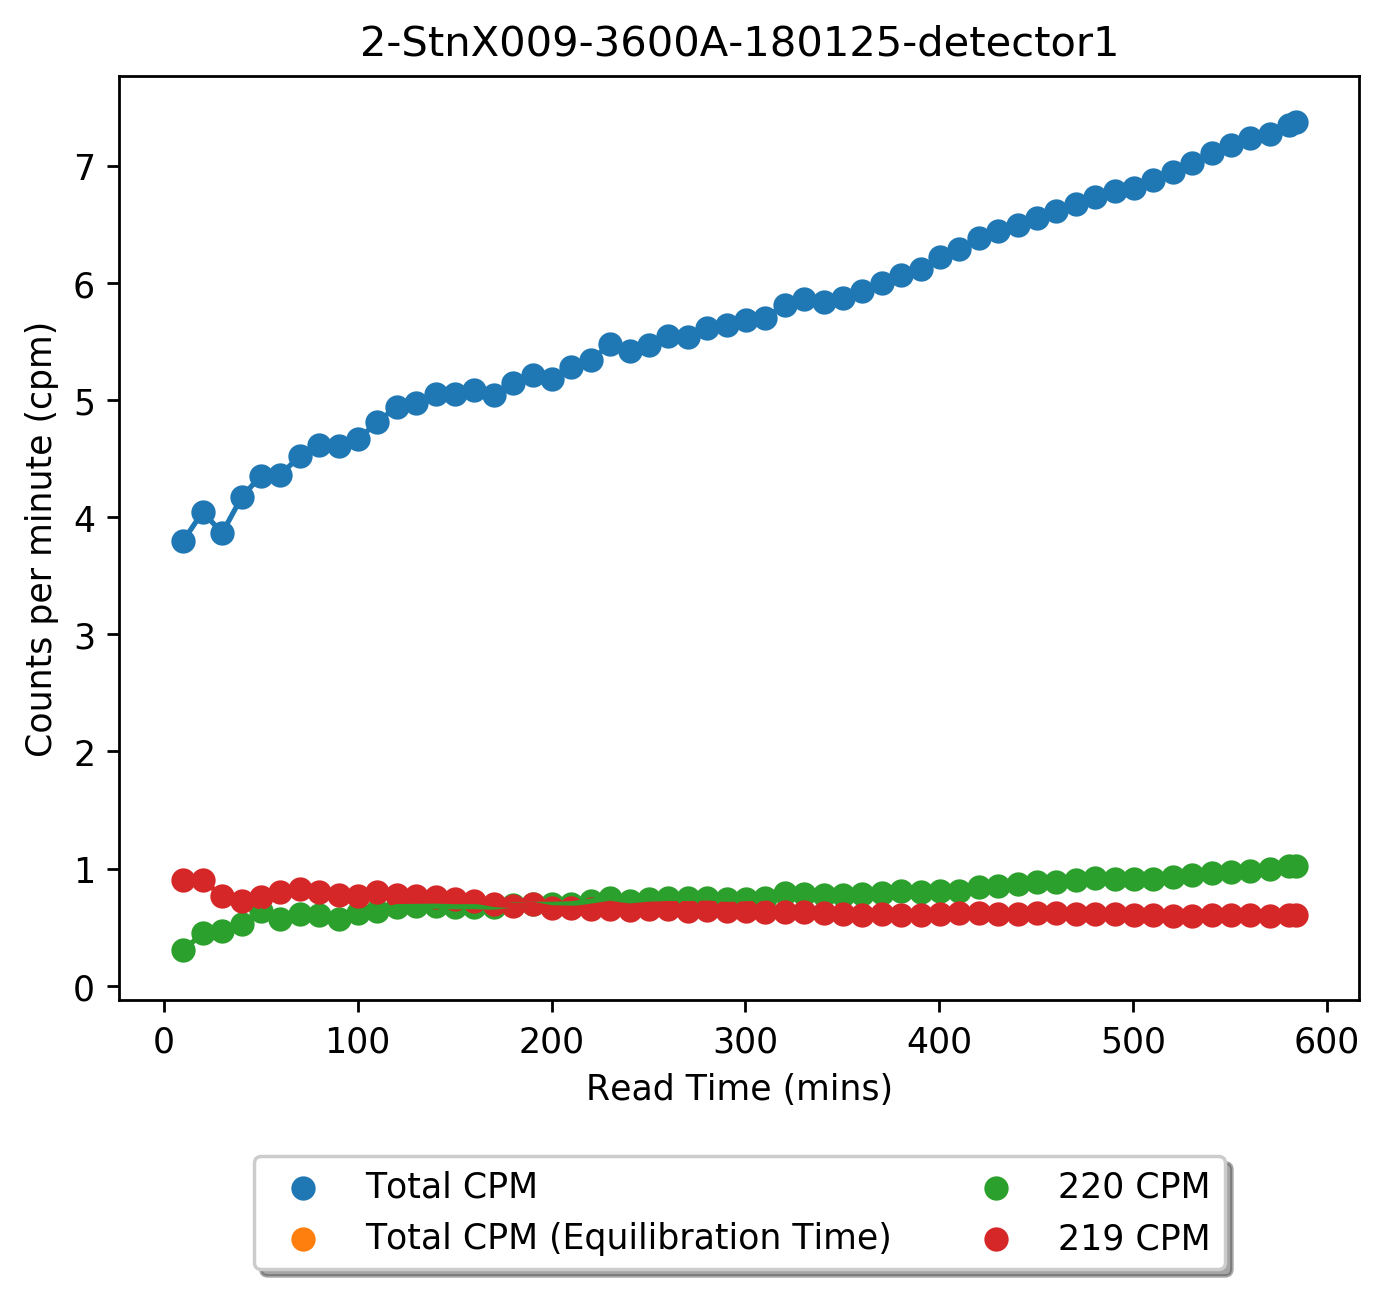 2-StnX009-3600A-180125-detector1
Counts per minute (cpm)
7
6
5
4
3
2
1
0
0 100 200 300 400 500 600
Read Time (mins)
Total CPM
Total CPM (Equilibration Time)
220 CPM
219 CPM